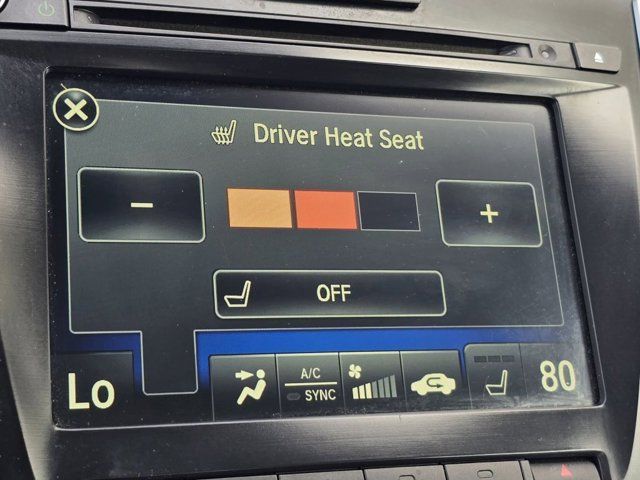 Driver Heat Seat
−
+
OFF
Lo
A/C
SYNC
80